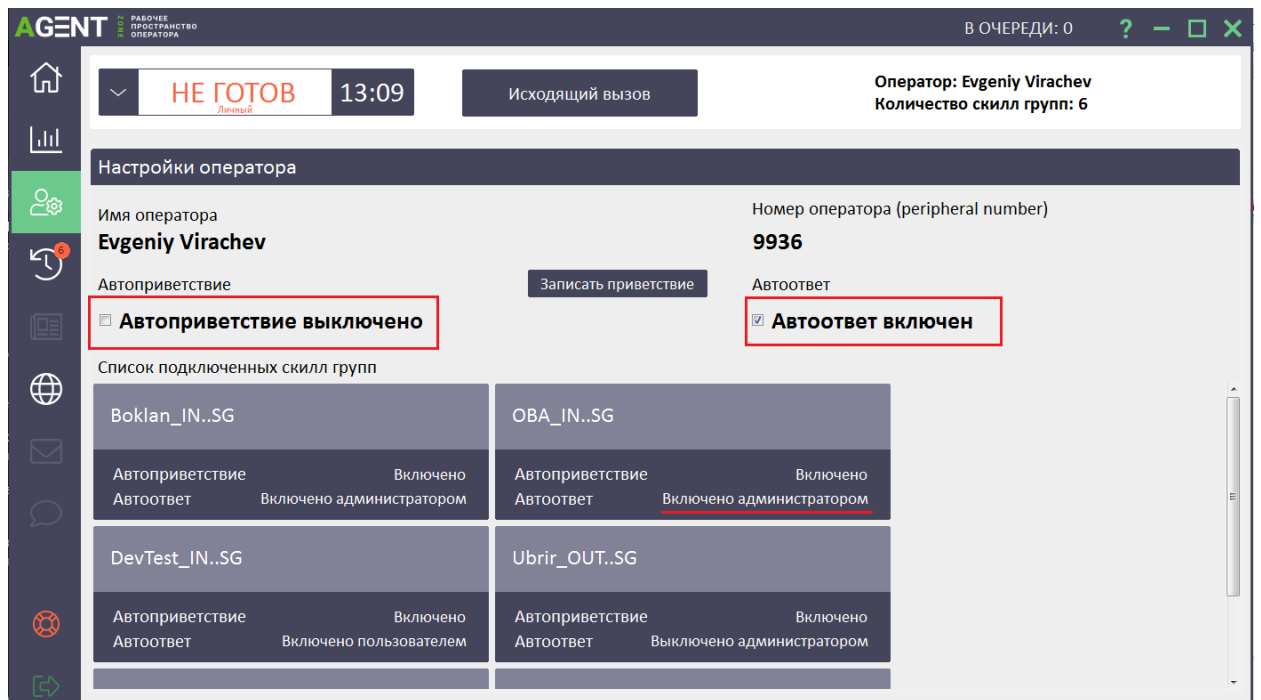 AGENT ZONE РАБОЧЕЕ
ПРОСТРАНСТВО
ОПЕРАТОРА
В ОЧЕРЕДИ: 0
?
НЕ ГОТОВ
Личный
13:09
Исходящий вызов
Оператор: Evgeniy Virachev
Количество скилл групп: 6
Настройки оператора
Имя оператора
Evgeniy Virachev
Номер оператора (peripheral number)
9936
6
Автоприветствие
Записать приветствие
Автоответ
Автоприветствие выключено
Автоответ включен
Список подключенных скилл групп
Boklan_IN..SG
Автоприветствие Включено
Автоответ Включено администратором
OBA_IN..SG
Автоприветствие Включено
Автоответ Включено администратором
DevTest_IN..SG
Автоприветствие Включено
Автоответ Включено пользователем
Ubrir_OUT..SG
Автоприветствие Включено
Автоответ Выключено администратором